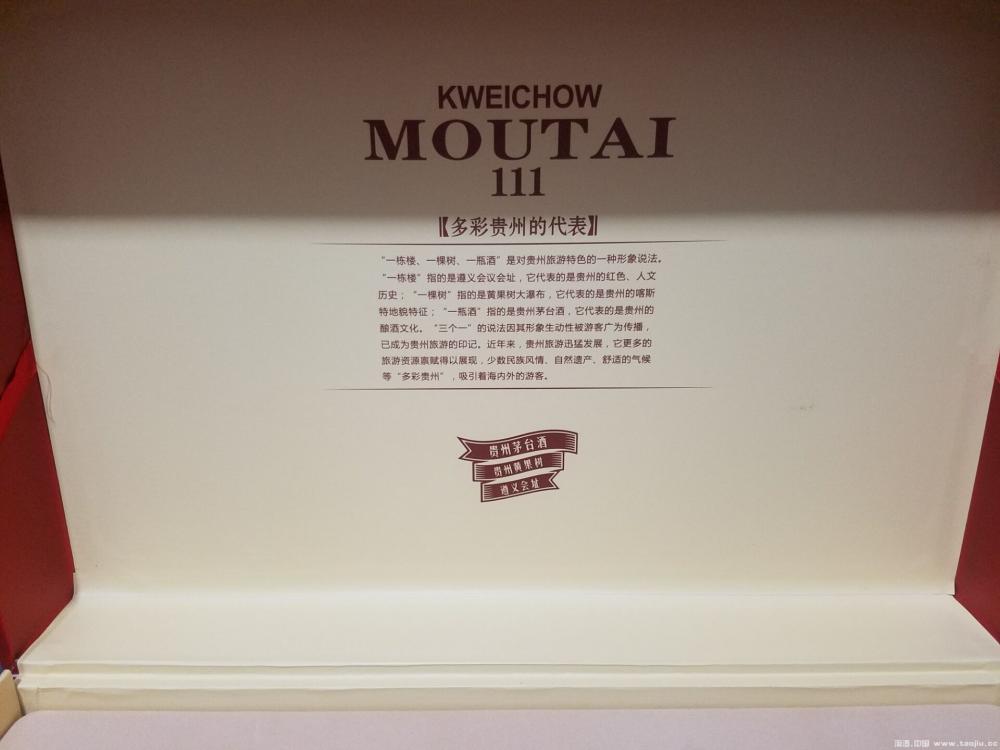 KWEICHOW
MOUTAI
111
【多彩贵州的代表】
“一栋楼、一棵树、一瓶酒”是对贵州旅游特色的一种形象说法。
“一栋楼”指的是遵义会议会址，它代表的是贵州的红色、人文
历史；“一棵树”指的是黄果树大瀑布，它代表的是贵州的喀斯
特地貌特征；“一瓶酒”指的是贵州茅台酒，它代表的是贵州的
酿酒文化。“三个一”的说法因其形象生动性被游客广为传播，
已成为贵州旅游的印记。近年来，贵州旅游迅猛发展，它更多的
旅游资源禀赋得以展现，少数民族风情、自然遗产、舒适的气候
等“多彩贵州”，吸引着海内外的游客。
贵州茅台酒
贵州黄果树
遵义会址
淘酒.中国 www.taojiu.cc